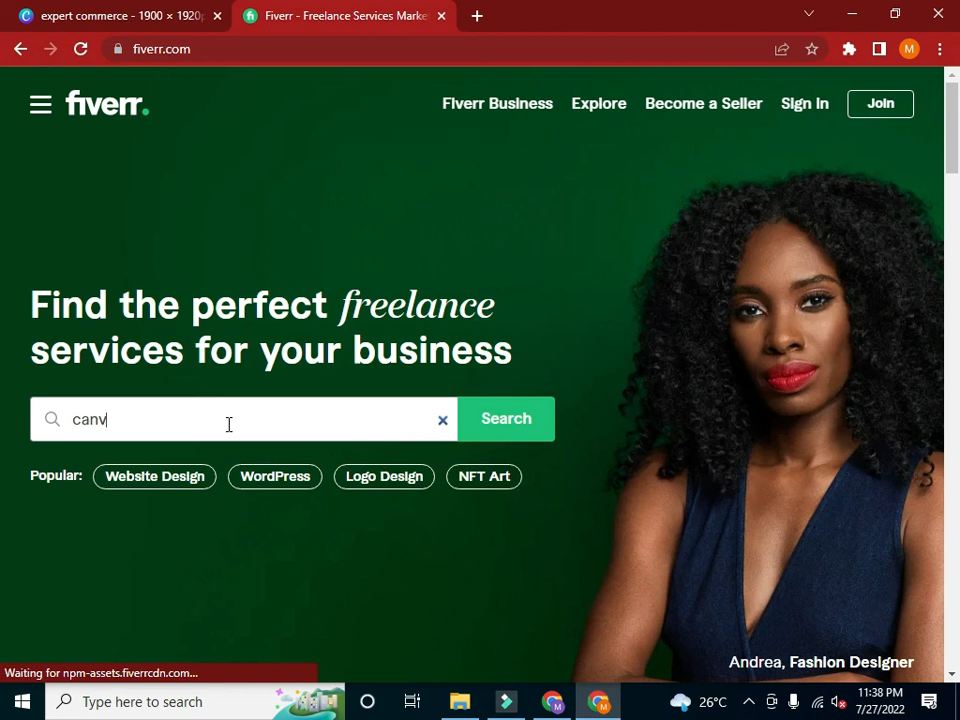 expert commerce - 1900 × 1920p
Fiverr - Freelance Services Marke
fiverr.com
M
fiverr.
Fiverr Business
Explore
Become a Seller
Sign In
Join
Find the perfect freelance
services for your business
canv
Search
Popular:
Website Design
WordPress
Logo Design
NFT Art
Andrea, Fashion Designer
Waiting for npm-assets.fiverrcdn.com...
Type here to search
26°C
11:38 PM
7/27/2022